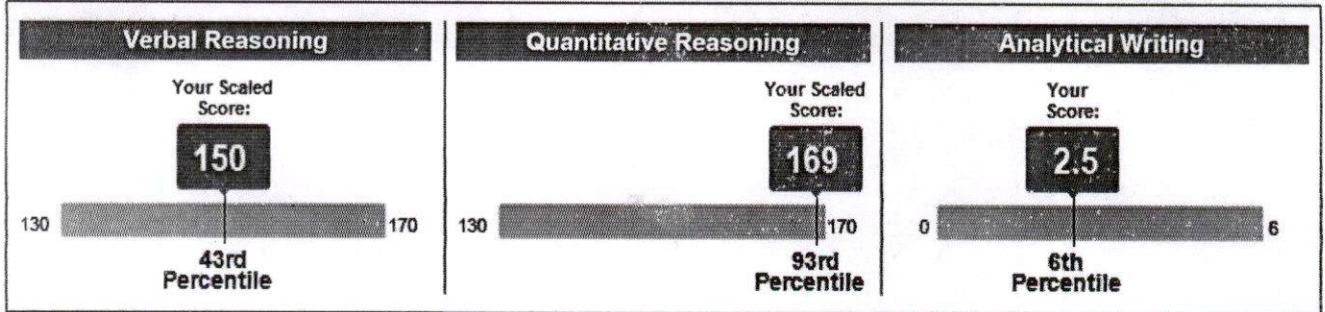 Verbal Reasoning
Your Scaled
Score:
150
130
170
43rd
Percentile
Quantitative Reasoning
Your Scaled
Score:
169
130
170
93rd
Percentile
Analytical Writing
Your
Score:
2.5
0
6
6th
Percentile